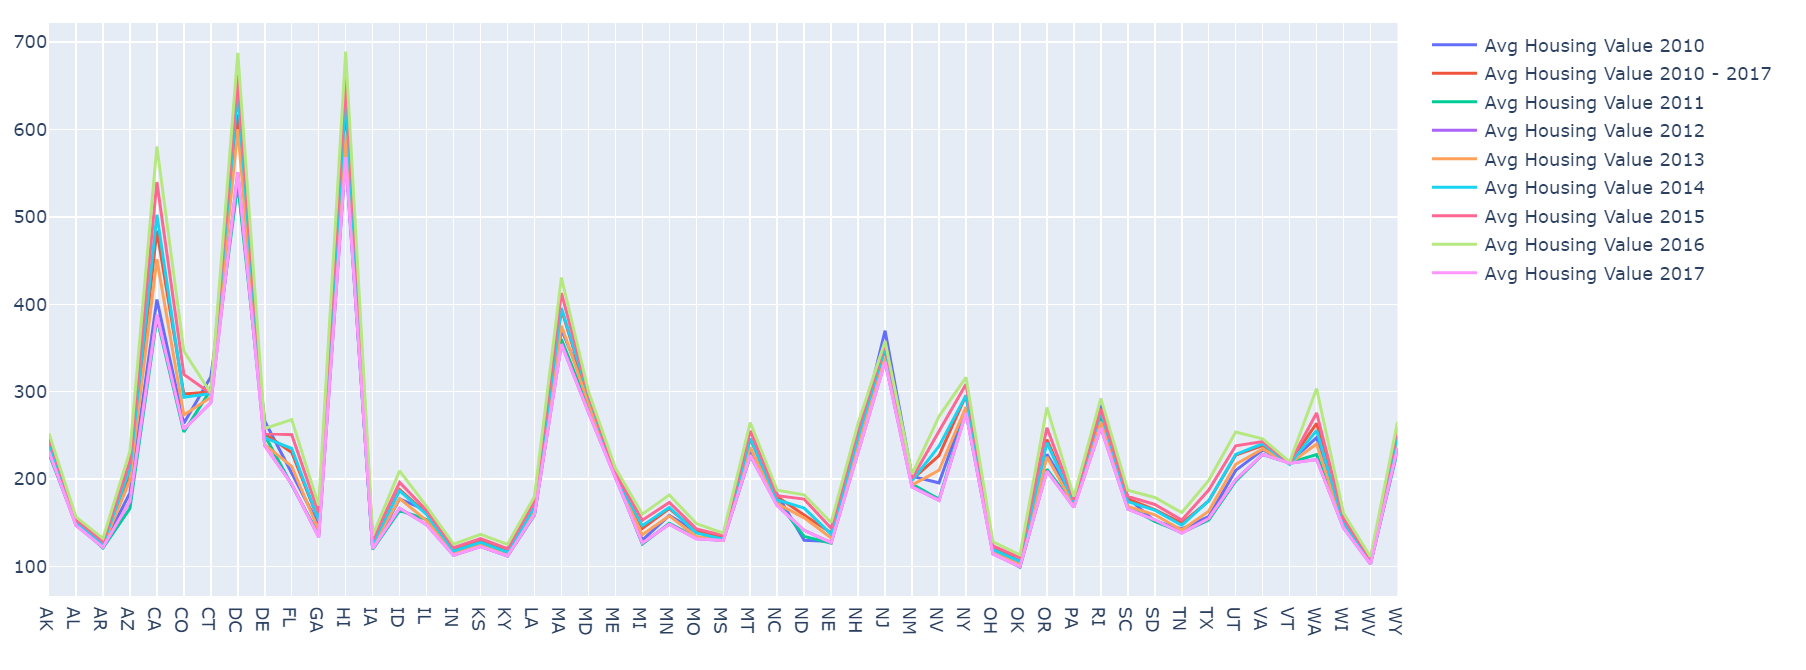 700
600
500
400
300
200
100
AK AL AR AZ CA CO CT DC DE FL GA HI IA ID IL IN KS KY LA MA MD ME MI MN MO MS MT NC ND NE NH NJ NM NV NY OH OK OR PA RI SC SD TN TX UT VA VT WA WI WV WY
Avg Housing Value 2010
Avg Housing Value 2010 - 2017
Avg Housing Value 2011
Avg Housing Value 2012
Avg Housing Value 2013
Avg Housing Value 2014
Avg Housing Value 2015
Avg Housing Value 2016
Avg Housing Value 2017